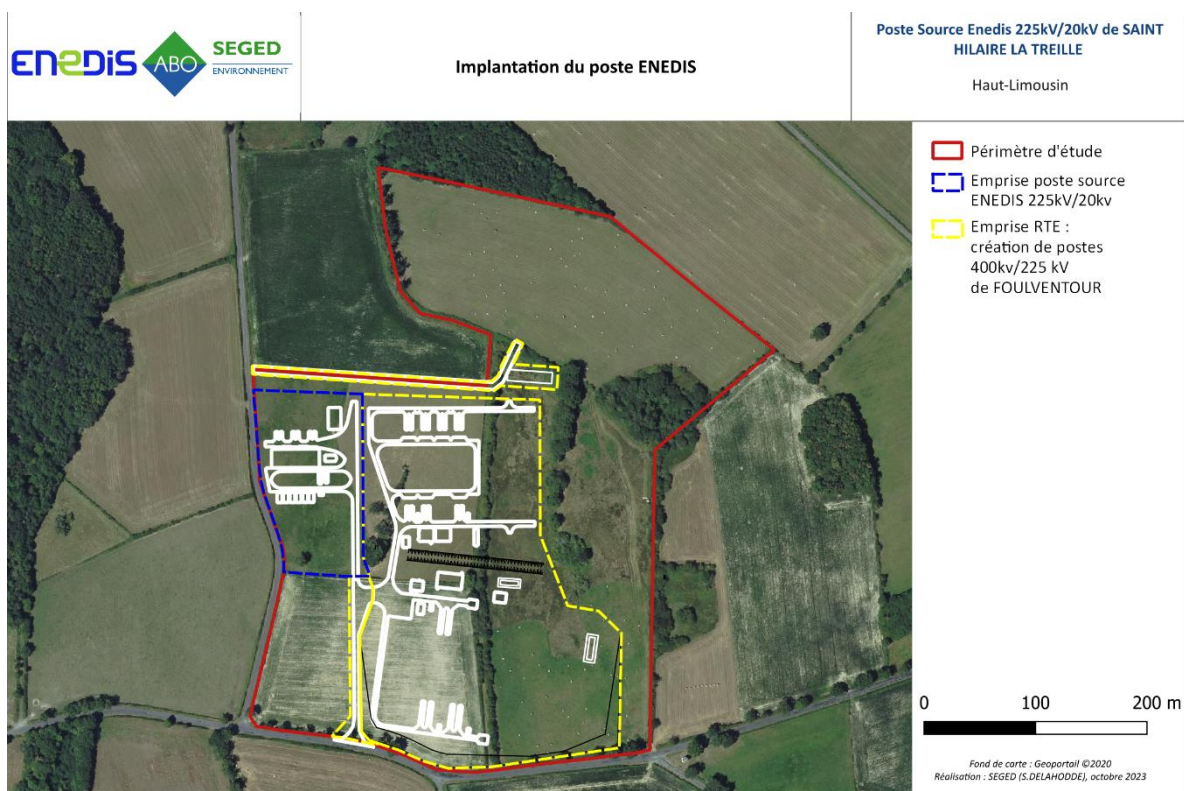 enedis
ABO
SEGED
ENVIRONNEMENT
Implantation du poste ENEDIS
Poste Source Enedis 225kV/20kV de SAINT
HILAIRE LA TREILLE
Haut-Limousin
Périmètre d'étude
Emprise poste source
ENEDIS 225kV/20kv
Emprise RTE :
création de postes
400kv/225 kV
de FOULVENTOUR
0 100 200 m
Fond de carte : Geoportail ©2020
Réalisation : SEGED (S.DELAHODDE), octobre 2023